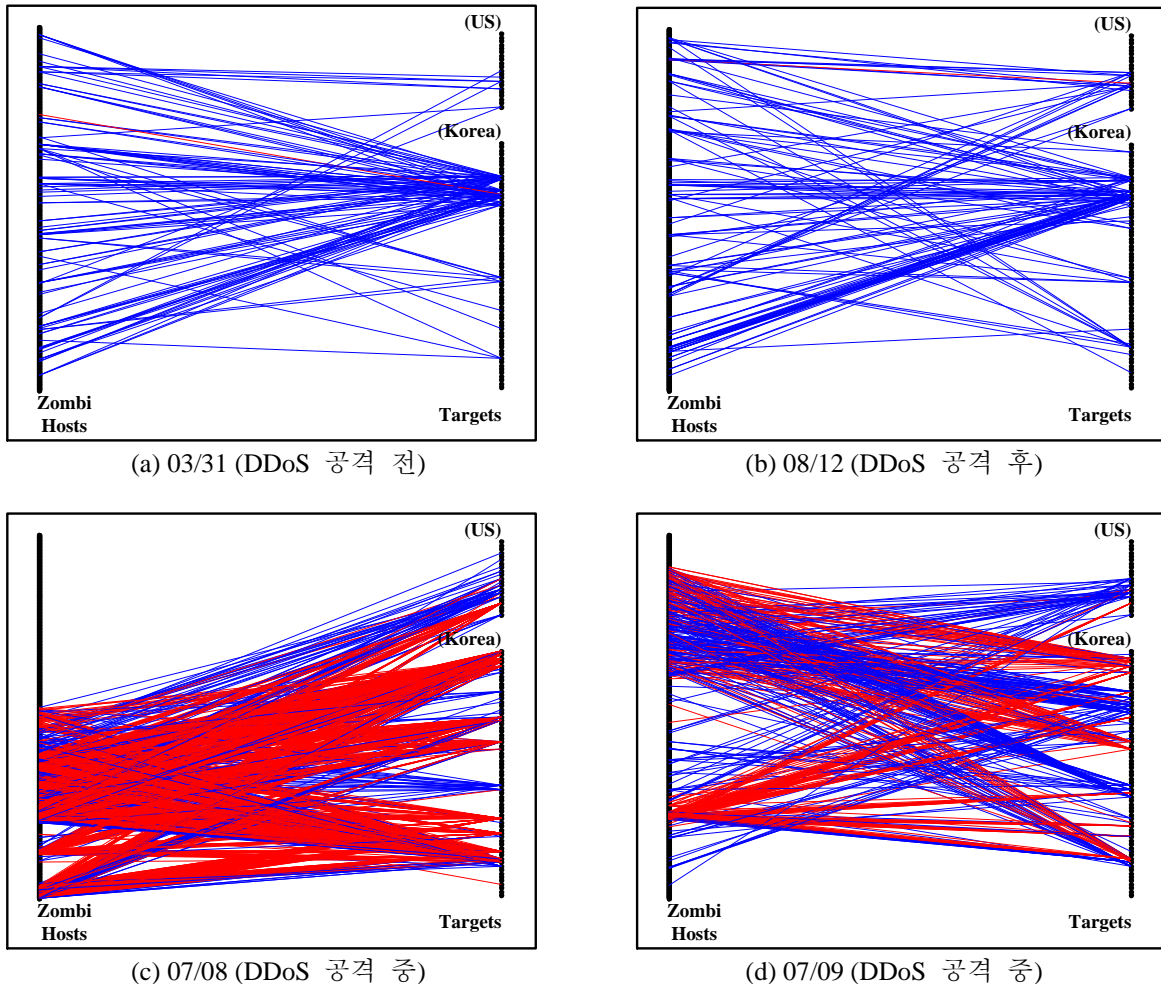 (US)
(Korea)
Zombi
Hosts
Targets
(a) 03/31 (DDoS 공격 전)
(US)
(Korea)
Zombi
Hosts
Targets
(b) 08/12 (DDoS 공격 후)
(US)
(Korea)
Zombi
Hosts
Targets
(c) 07/08 (DDoS 공격 중)
(US)
(Korea)
Zombi
Hosts
Targets
(d) 07/09 (DDoS 공격 중)